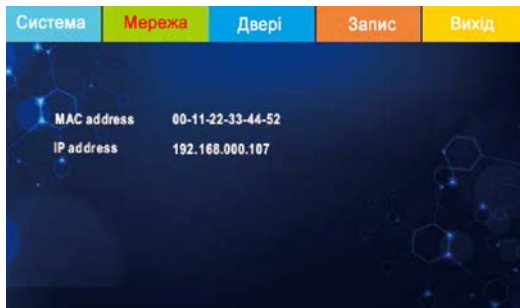 Система Мережа Двері Запис Вихід
MAC address 00-11-22-33-44-52
IP address 192.168.000.107